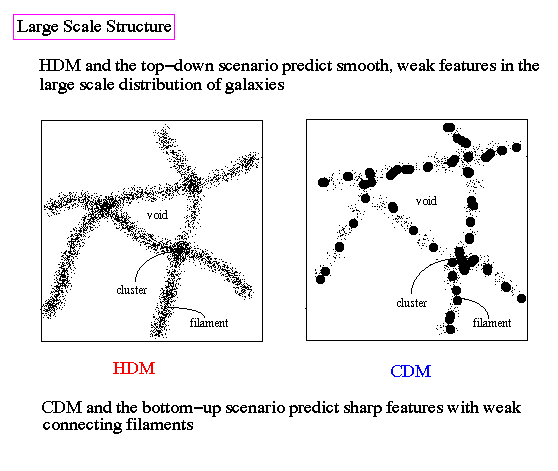 Large Scale Structure
HDM and the top-down scenario predict smooth, weak features in the
large scale distribution of galaxies
void
cluster
filament
HDM
void
cluster
filament
CDM
CDM and the bottom-up scenario predict sharp features with weak
connecting filaments